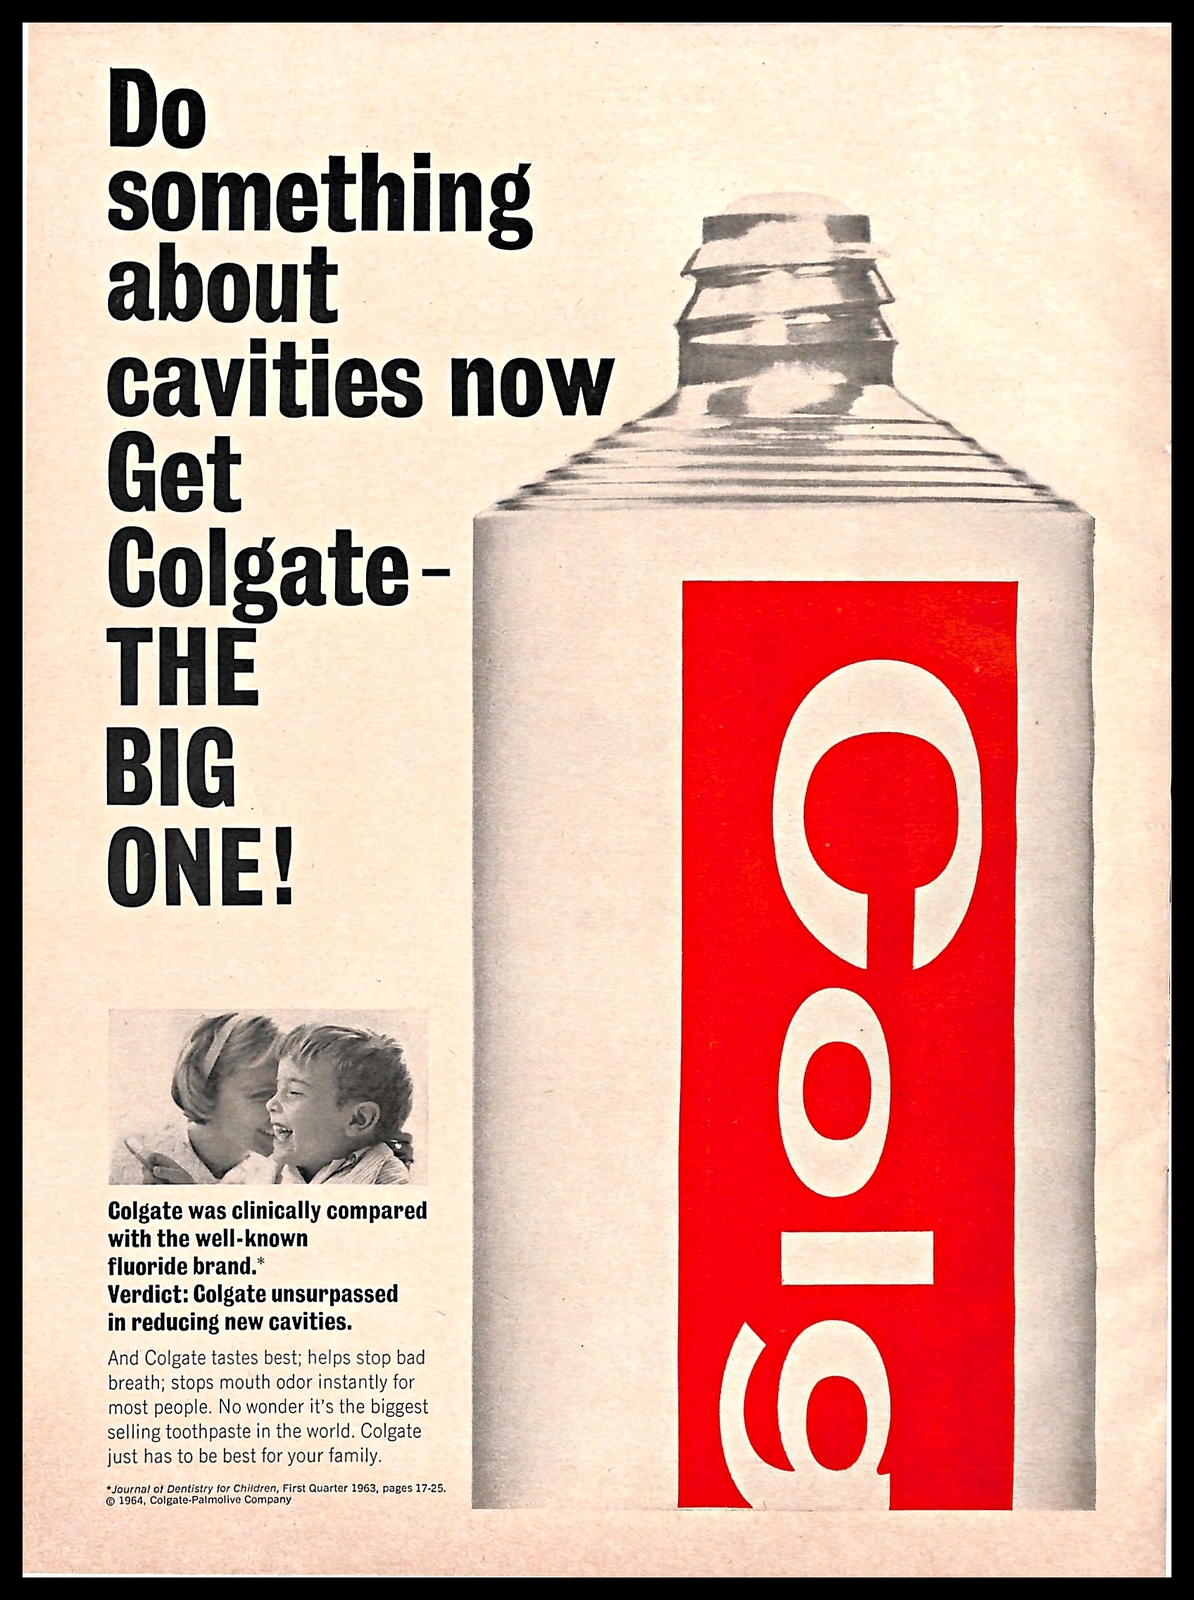 Do
something
about
cavities now
Get
Colgate-
THE
BIG
ONE!
Colg
Colgate was clinically compared
with the well-known
fluoride brand.*
Verdict: Colgate unsurpassed
in reducing new cavities.
And Colgate tastes best; helps stop bad
breath; stops mouth odor instantly for
most people. No wonder it's the biggest
selling toothpaste in the world. Colgate
just has to be best for your family.
*Journal of Dentistry for Children, First Quarter 1963, pages 17-25.
© 1964, Colgate-Palmolive Company